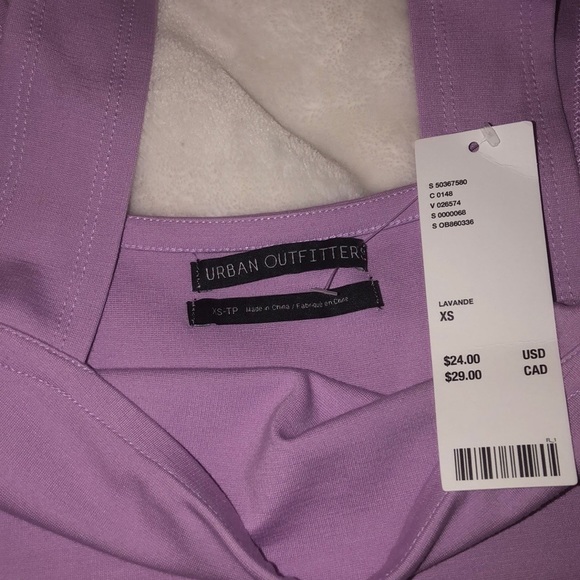 URBAN OUTFITTERS
XS-TP Made in China / Fabriqué en Chine
S 50367580
C 0148
V 026574
S 0000068
S OB860336
LAVANDE
XS
$24.00 USD
$29.00 CAD
R_1